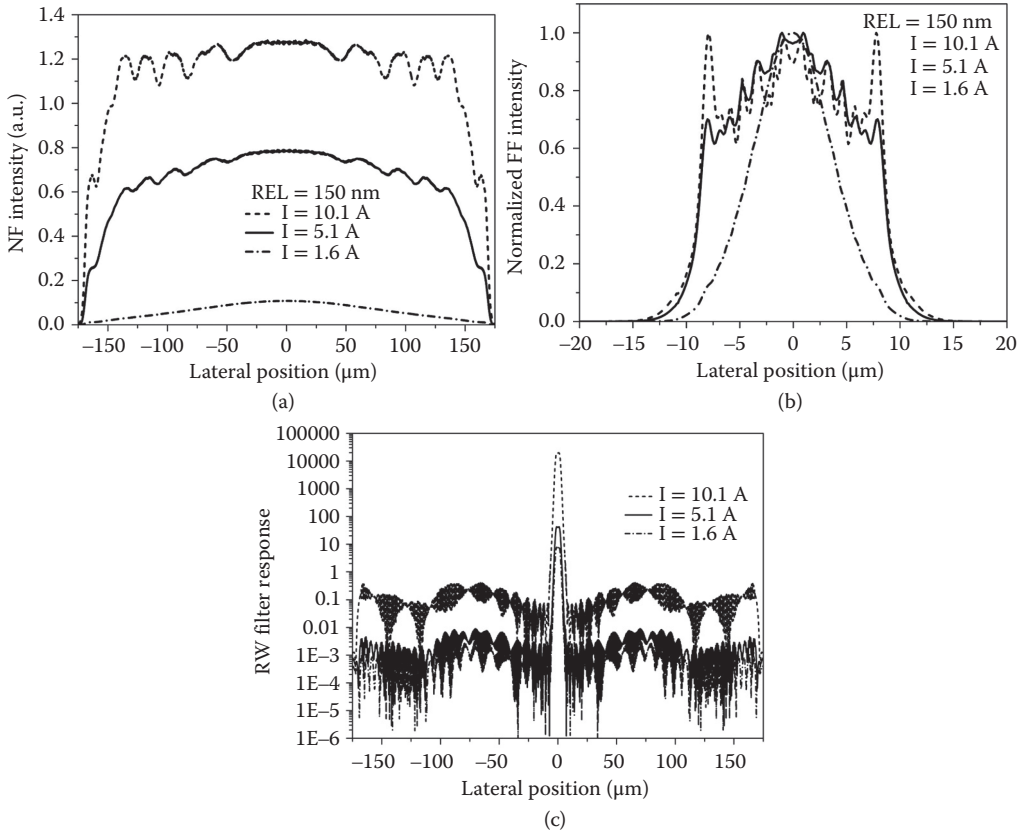 1.4
1.2
1.0
0.8
0.6
0.4
0.2
0.0
NF intensity (a.u.)
REL = 150 nm
I = 10.1 A
I = 5.1 A
I = 1.6 A
−150 −100 −50 0 50 100 150
Lateral position (μm)
(a)
1.0
0.8
0.6
0.4
0.2
0.0
Normalized FF intensity
REL = 150 nm
I = 10.1 A
I = 5.1 A
I = 1.6 A
−20 −15 −10 −5 0 5 10 15 20
Lateral position (μm)
(b)
100000
10000
1000
100
10
1
0.1
0.01
1E−3
1E−4
1E−5
1E−6
RW filter response
I = 10.1 A
I = 5.1 A
I = 1.6 A
−150 −100 −50 0 50 100 150
Lateral position (μm)
(c)